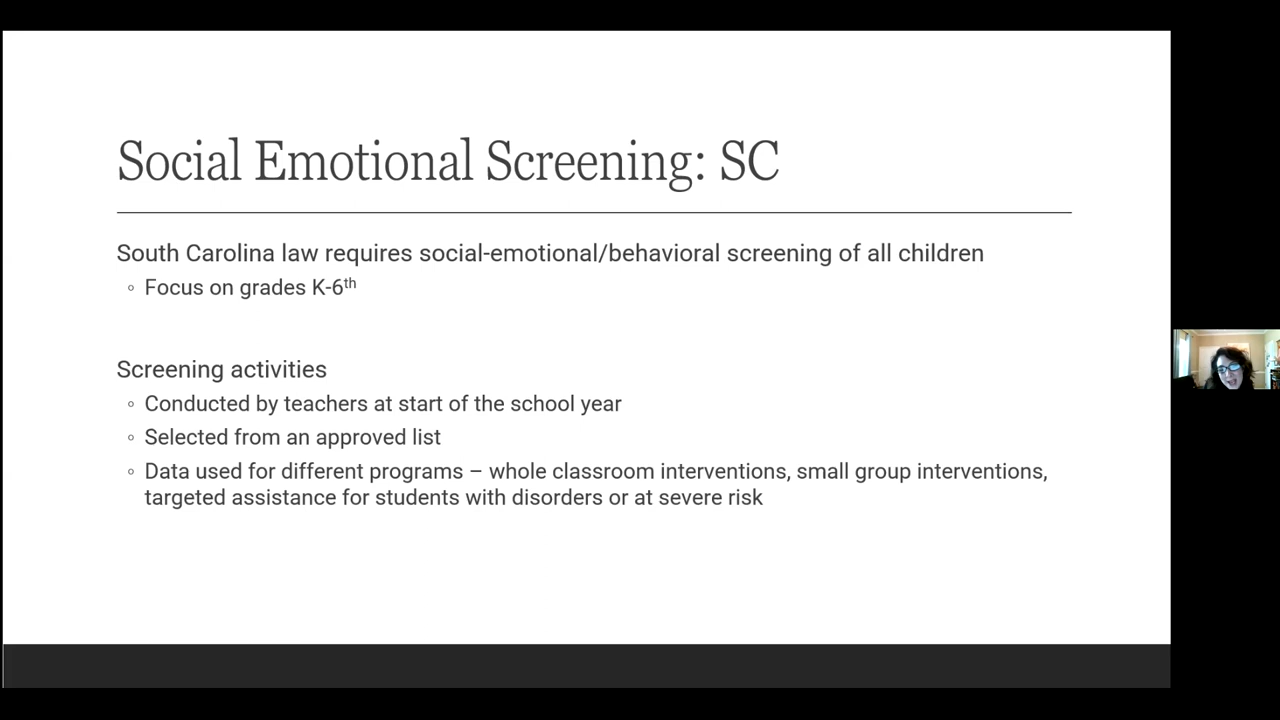 Social Emotional Screening: SC
South Carolina law requires social-emotional/behavioral screening of all children
◦ Focus on grades K-6th
Screening activities
◦ Conducted by teachers at start of the school year
◦ Selected from an approved list
◦ Data used for different programs – whole classroom interventions, small group interventions,
targeted assistance for students with disorders or at severe risk